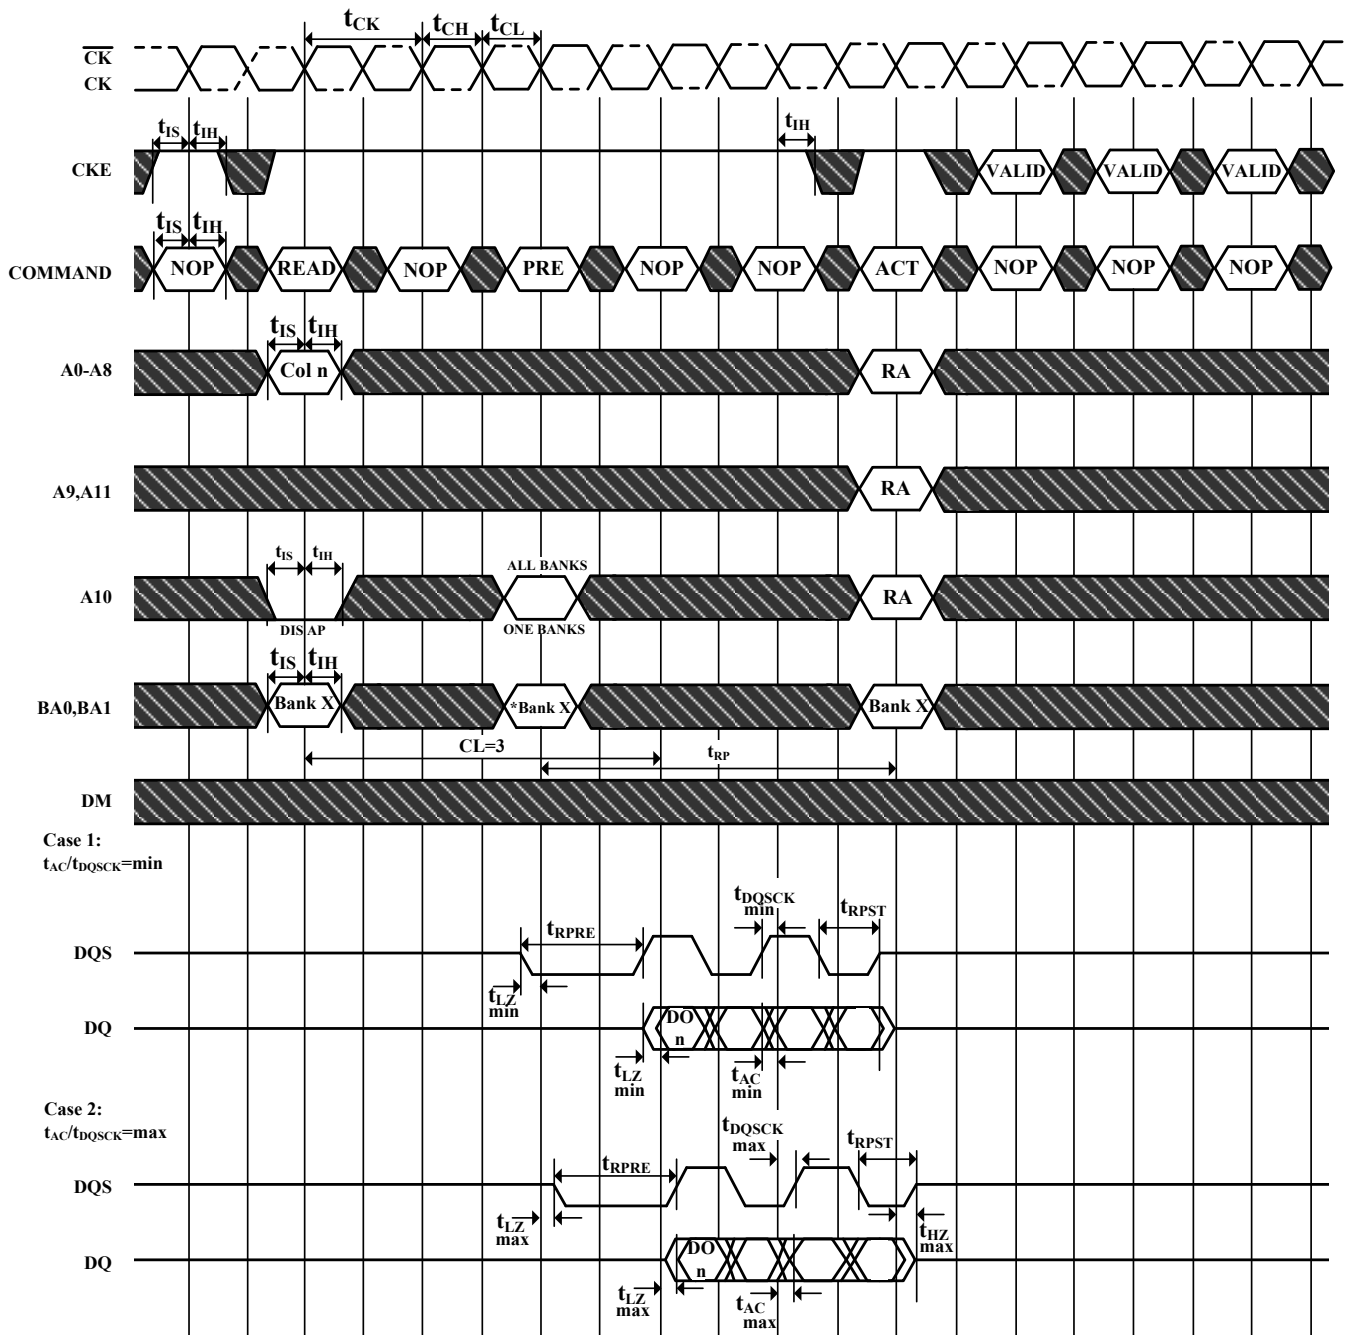 tCK tCH tCL
CK
CK
tIS tIH tIH
CKE VALID VALID VALID
tIS tIH
COMMAND NOP READ NOP PRE NOP NOP ACT NOP NOP NOP
tIS tIH
A0-A8 Col n RA
A9,A11 RA
tIS tIH ALL BANKS
A10 RA
DIS AP ONE BANKS
tIS tIH
BA0,BA1 Bank X *Bank X Bank X
CL=3 tRP
DM
Case 1:
tAC/tDQSCK=min
tDQSCK
min
tRPST
tRPRE
DQS
tLZ
min
DQ DO
n
tLZ
min
tAC
min
Case 2:
tAC/tDQSCK=max
tDQSCK
max
tRPST
tRPRE
DQS
tLZ
max
tHZ
max
DQ DO
n
tLZ
max
tAC
max